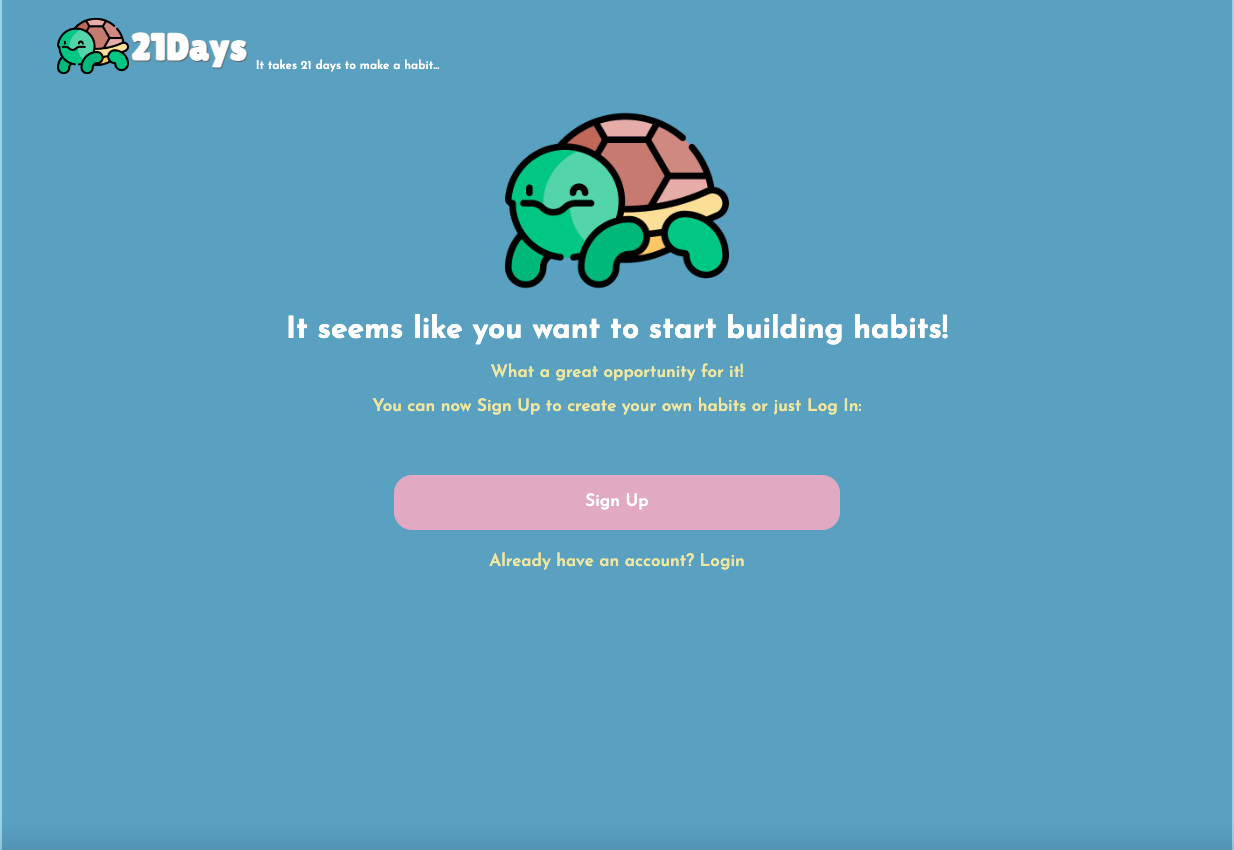 21Days
It takes 21 days to make a habit...
It seems like you want to start building habits!
What a great opportunity for it!
You can now Sign Up to create your own habits or just Log In:
Sign Up
Already have an account? Login